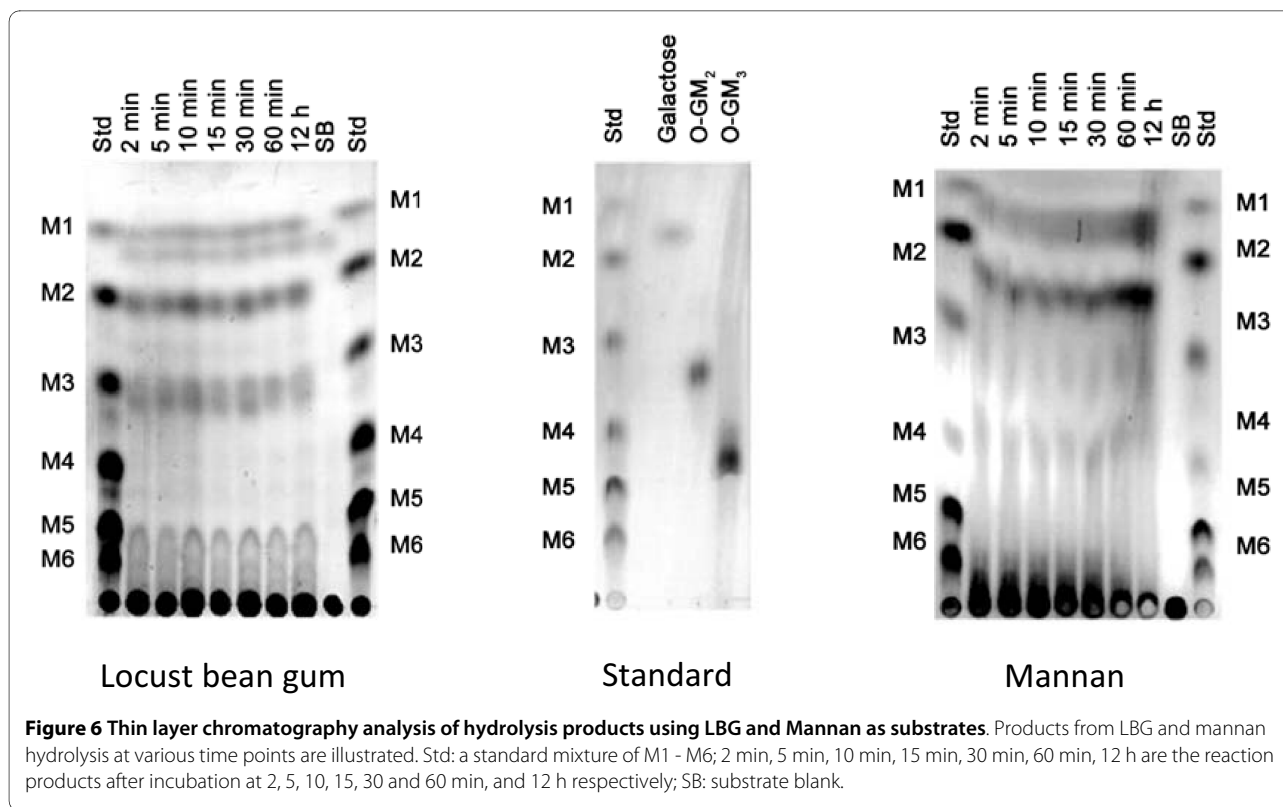 Std
2 min
5 min
10 min
15 min
30 min
60 min
12 h
SB
Std
M1
M2
M3
M4
M5
M6
M1
M2
M3
M4
M5
M6
Locust bean gum
Std
Galactose
O-GM₂
O-GM₃
M1
M2
M3
M4
M5
M6
Standard
Std
2 min
5 min
10 min
15 min
30 min
60 min
12 h
SB
Std
M1
M2
M3
M4
M5
M6
M1
M2
M3
M4
M5
M6
Mannan
Figure 6 Thin layer chromatography analysis of hydrolysis products using LBG and Mannan as substrates. Products from LBG and mannan
hydrolysis at various time points are illustrated. Std: a standard mixture of M1 - M6; 2 min, 5 min, 10 min, 15 min, 30 min, 60 min, 12 h are the reaction
products after incubation at 2, 5, 10, 15, 30 and 60 min, and 12 h respectively; SB: substrate blank.